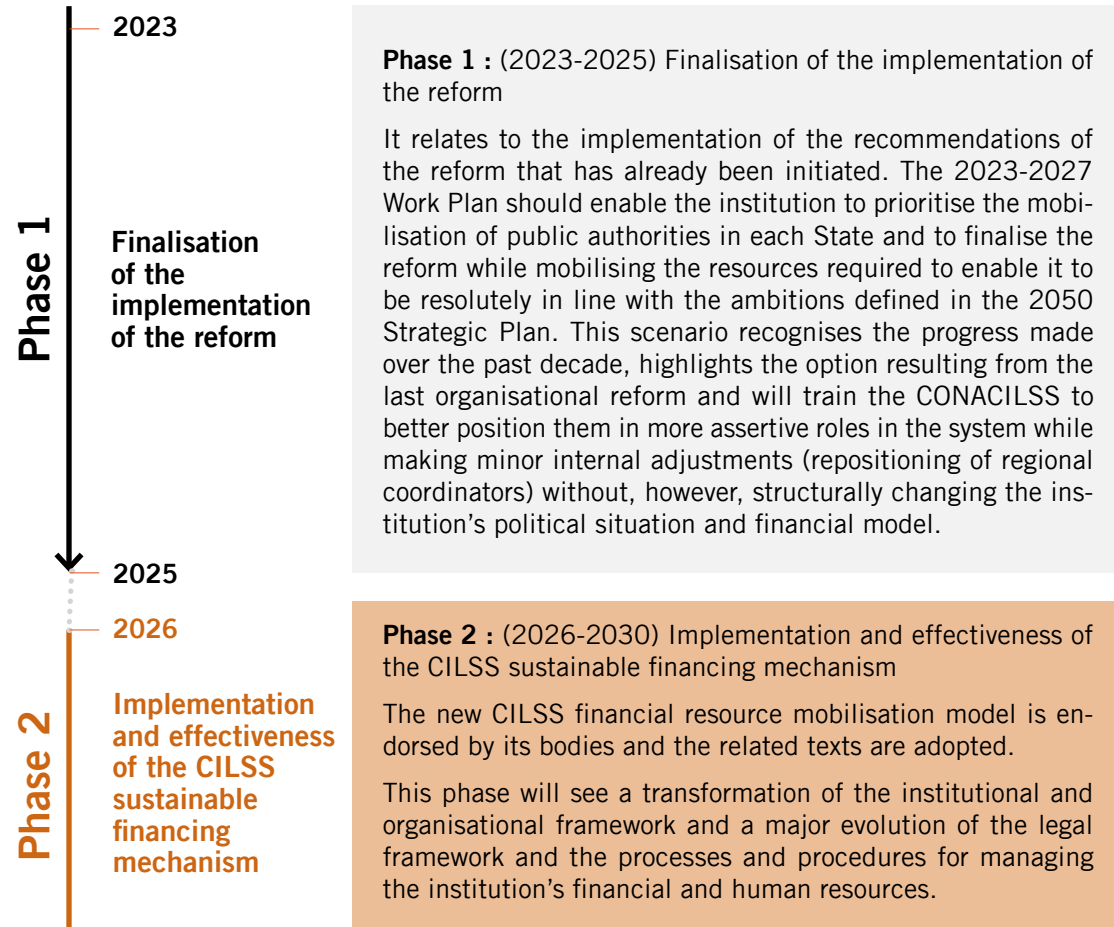 2023
Phase 1
Finalisation
of the
implementation
of the reform
Phase 1 : (2023-2025) Finalisation of the implementation of
the reform
It relates to the implementation of the recommendations of
the reform that has already been initiated. The 2023-2027
Work Plan should enable the institution to prioritise the mobi-
lisation of public authorities in each State and to finalise the
reform while mobilising the resources required to enable it to
be resolutely in line with the ambitions defined in the 2050
Strategic Plan. This scenario recognises the progress made
over the past decade, highlights the option resulting from the
last organisational reform and will train the CONACILSS to
better position them in more assertive roles in the system while
making minor internal adjustments (repositioning of regional
coordinators) without, however, structurally changing the ins-
titution's political situation and financial model.
2025
2026
Phase 2
Implementation
and effectiveness
of the CILSS
sustainable
financing
mechanism
Phase 2 : (2026-2030) Implementation and effectiveness of
the CILSS sustainable financing mechanism
The new CILSS financial resource mobilisation model is en-
dorsed by its bodies and the related texts are adopted.
This phase will see a transformation of the institutional and
organisational framework and a major evolution of the legal
framework and the processes and procedures for managing
the institution's financial and human resources.